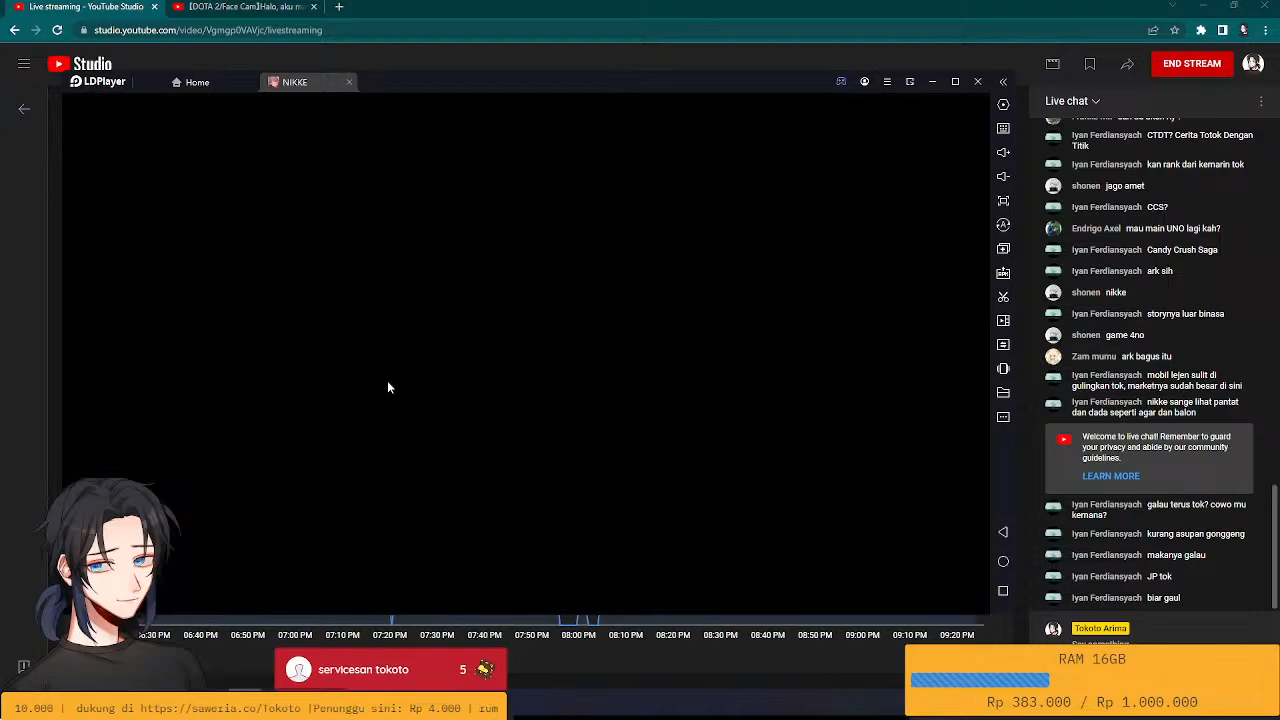 Live streaming - YouTube Studio
【DOTA 2/Face Cam】Halo, aku ma
studio.youtube.com/video/Vgmgp0VAVjc/livestreaming
Studio
END STREAM
LDPlayer
Home
NIKKE
Live chat
Iyan Ferdiansyach CTDT? Cerita Totok Dengan
Titik
Iyan Ferdiansyach kan rank dari kemarin tok
shonen jago amet
Iyan Ferdiansyach CCS?
Endrigo Axel mau main UNO lagi kah?
Iyan Ferdiansyach Candy Crush Saga
Iyan Ferdiansyach ark sih
shonen nikke
Iyan Ferdiansyach storynya luar binasa
shonen game 4no
Zam mumu ark bagus itu
Iyan Ferdiansyach mobil lejen sulit di
gulingkan tok, marketnya sudah besar di sini
Iyan Ferdiansyach nikke sange lihat pantat
dan dada seperti agar dan balon
Welcome to live chat! Remember to guard
your privacy and abide by our community
guidelines.
LEARN MORE
Iyan Ferdiansyach galau terus tok? cowo mu
kemana?
Iyan Ferdiansyach kurang asupan gonggeng
Iyan Ferdiansyach makanya galau
Iyan Ferdiansyach JP tok
Iyan Ferdiansyach biar gaul
Tokoto Arima
6:30 PM 06:40 PM 06:50 PM 07:00 PM 07:10 PM 07:20 PM 07:30 PM 07:40 PM 07:50 PM 08:00 PM 08:10 PM 08:20 PM 08:30 PM 08:40 PM 08:50 PM 09:00 PM 09:10 PM 09:20 PM
servicesan tokoto 5
RAM 16GB
Rp 383.000 / Rp 1.000.000
10.000 | dukung di https://saweria.co/Tokoto |Penunggu sini: Rp 4.000 | rum